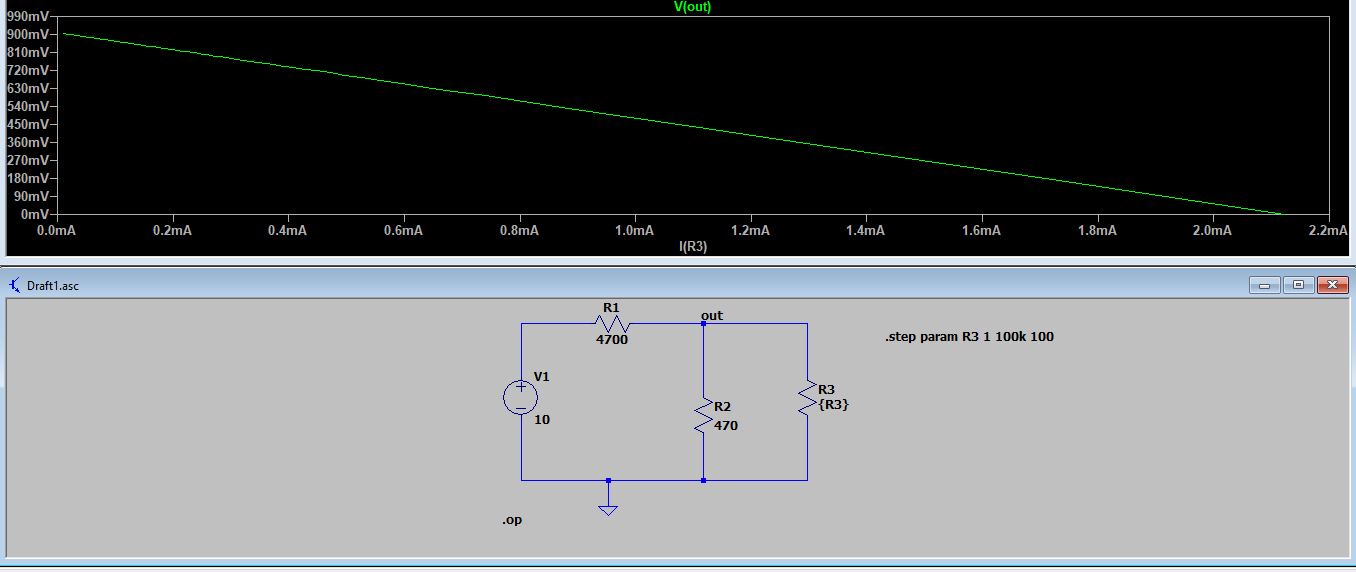 V(out)
990mV
900mV
810mV
720mV
630mV
540mV
450mV
360mV
270mV
180mV
90mV
0mV
0.0mA 0.2mA 0.4mA 0.6mA 0.8mA 1.0mA 1.2mA 1.4mA 1.6mA 1.8mA 2.0mA 2.2mA
I(R3)
Draft1.asc
R1
4700
out
.step param R3 1 100k 100
V1
10
R2
470
R3
{R3}
.op